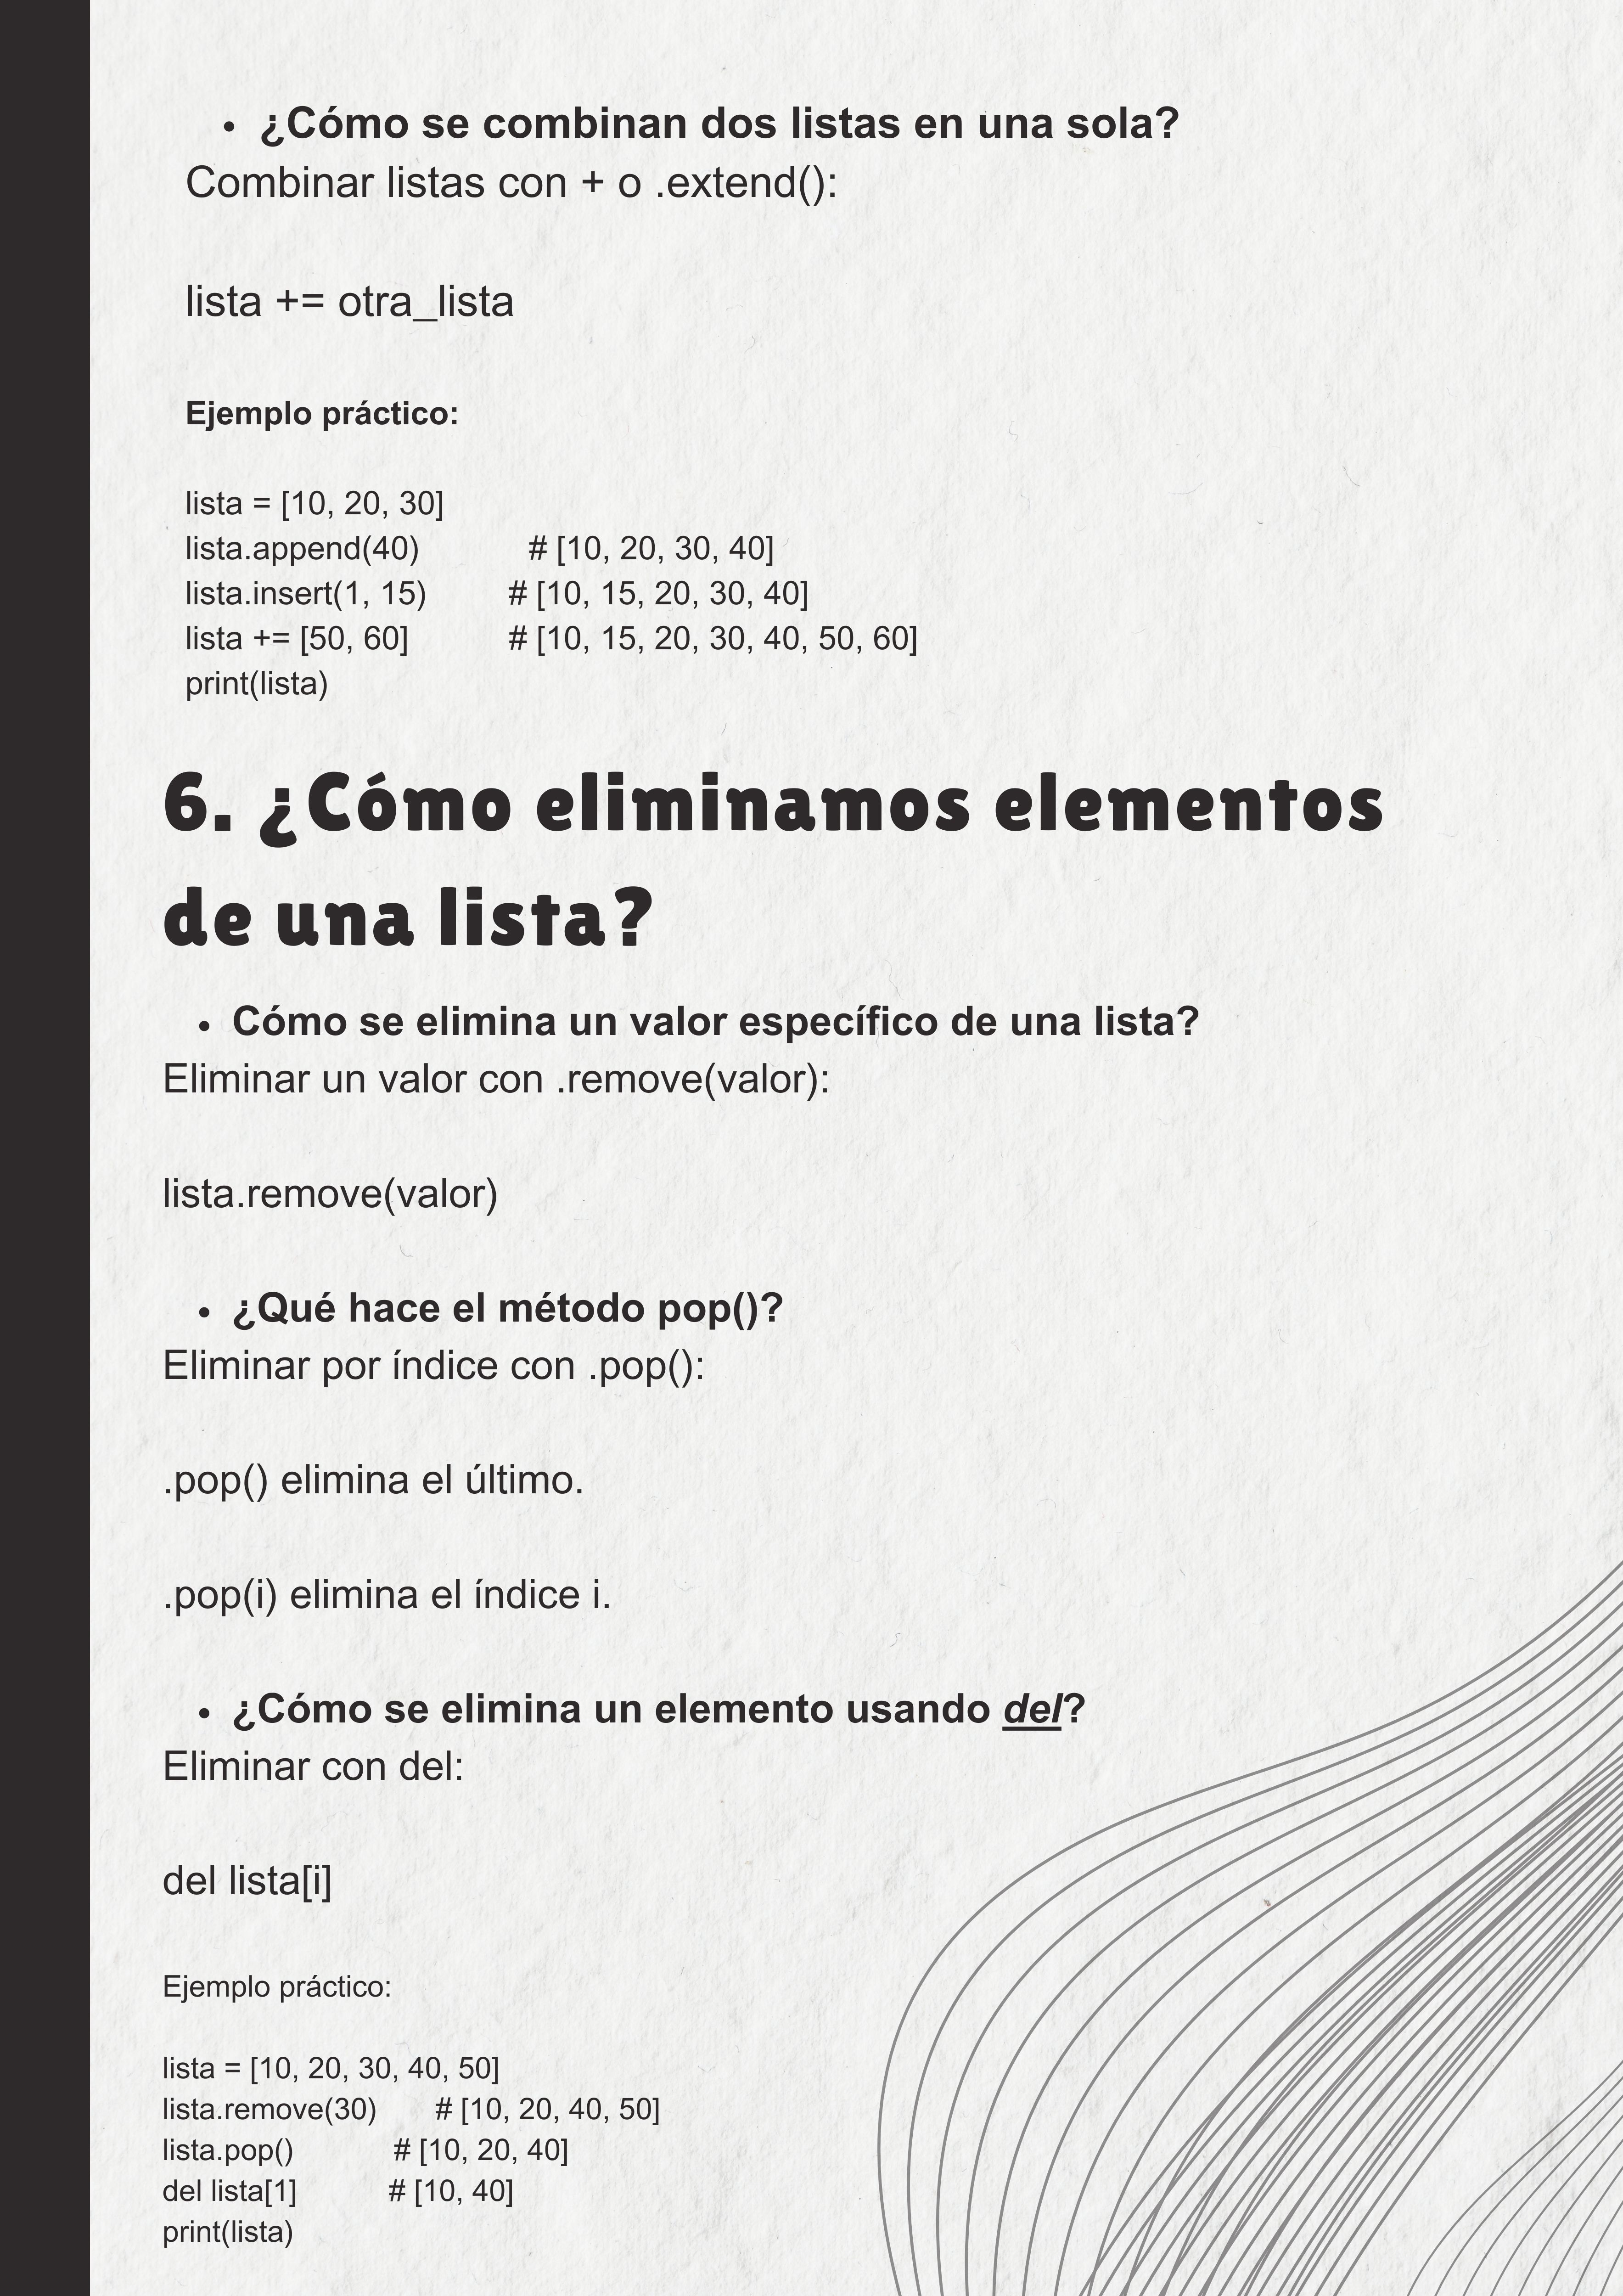 • ¿Cómo se combinan dos listas en una sola?
Combinar listas con + o .extend():
lista += otra_lista
Ejemplo práctico:
lista = [10, 20, 30]
lista.append(40) # [10, 20, 30, 40]
lista.insert(1, 15) # [10, 15, 20, 30, 40]
lista += [50, 60] # [10, 15, 20, 30, 40, 50, 60]
print(lista)
6. ¿Cómo eliminamos elementos
de una lista?
• Cómo se elimina un valor específico de una lista?
Eliminar un valor con .remove(valor):
lista.remove(valor)
• ¿Qué hace el método pop()?
Eliminar por índice con .pop():
.pop() elimina el último.
.pop(i) elimina el índice i.
• ¿Cómo se elimina un elemento usando del?
Eliminar con del:
del lista[i]
Ejemplo práctico:
lista = [10, 20, 30, 40, 50]
lista.remove(30) # [10, 20, 40, 50]
lista.pop() # [10, 20, 40]
del lista[1] # [10, 40]
print(lista)